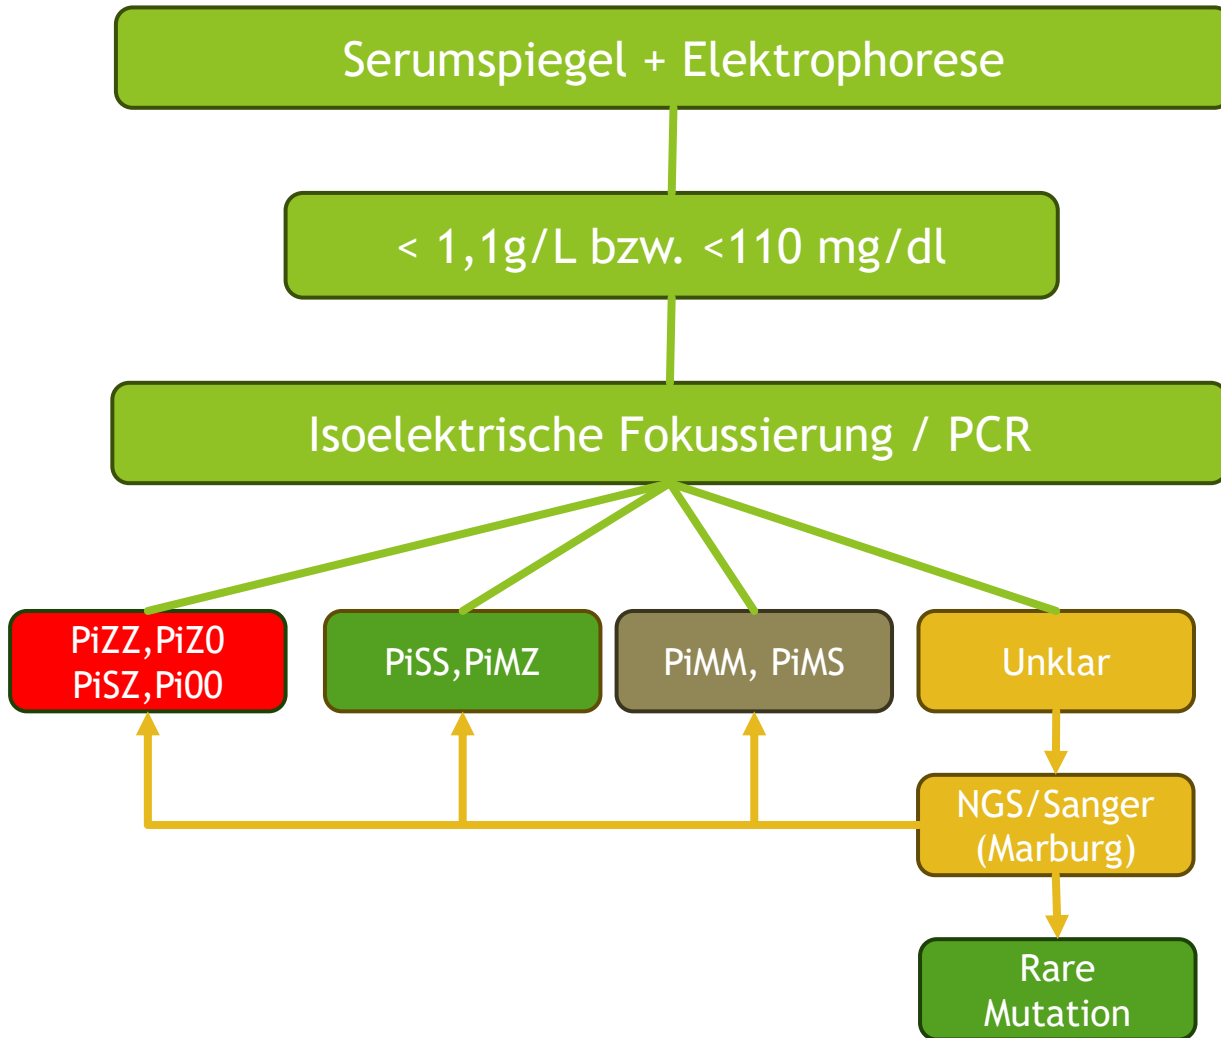 Serumspiegel + Elektrophorese
< 1,1g/L bzw. <110 mg/dl
Isoelektrische Fokussierung / PCR
PiZZ,PiZ0
PiSZ,Pi00
PiSS,PiMZ
PiMM, PiMS
Unklar
NGS/Sanger
(Marburg)
Rare
Mutation